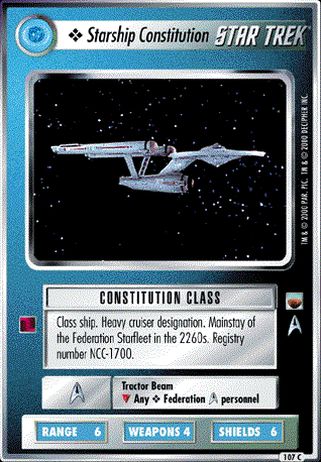 ❖ Starship Constitution STAR TREK
TM & © 2000 PAR. PIC. TM & © 2000 DECIPHER INC.
CONSTITUTION CLASS
Class ship. Heavy cruiser designation. Mainstay of
the Federation Starfleet in the 2260s. Registry
number NCC-1700.
Tractor Beam
▼ Any ❖ Federation personnel
RANGE 6 WEAPONS 4 SHIELDS 6
107 C